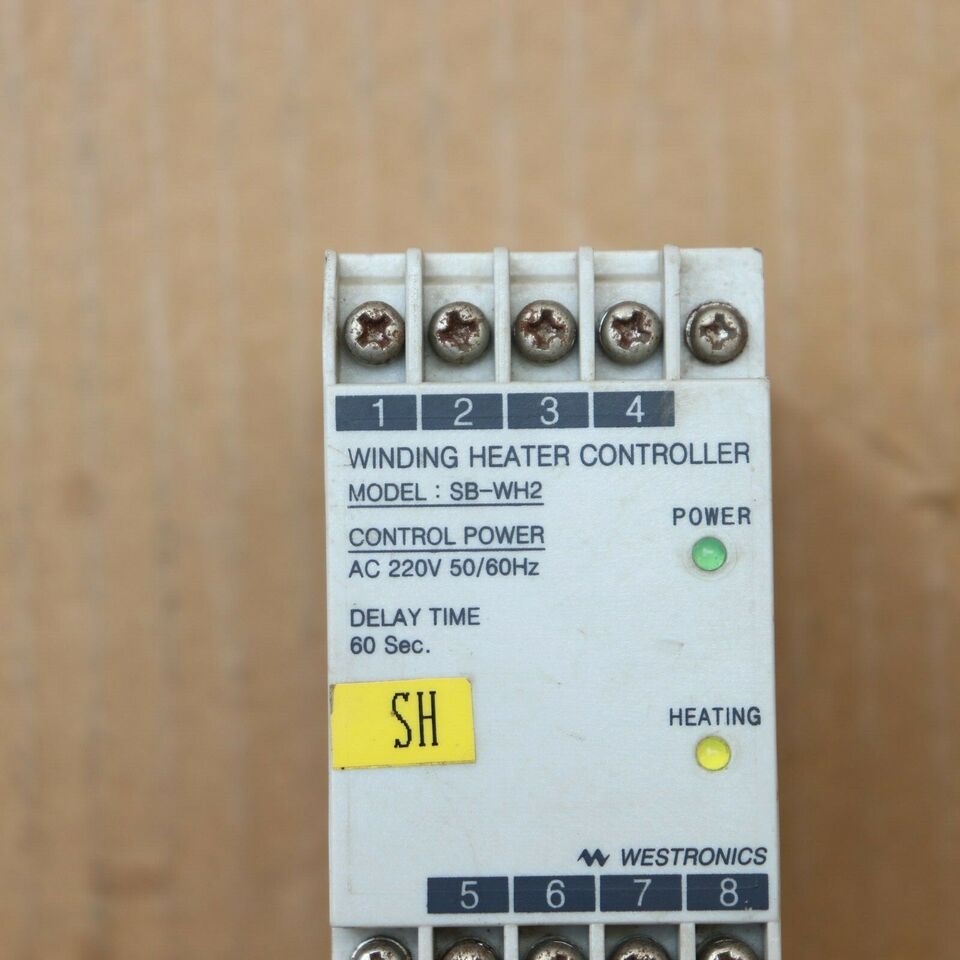 1 2 3 4
WINDING HEATER CONTROLLER
MODEL : SB-WH2
POWER
CONTROL POWER
AC 220V 50/60Hz
DELAY TIME
60 Sec.
SH
HEATING
WESTRONICS
5 6 7 8